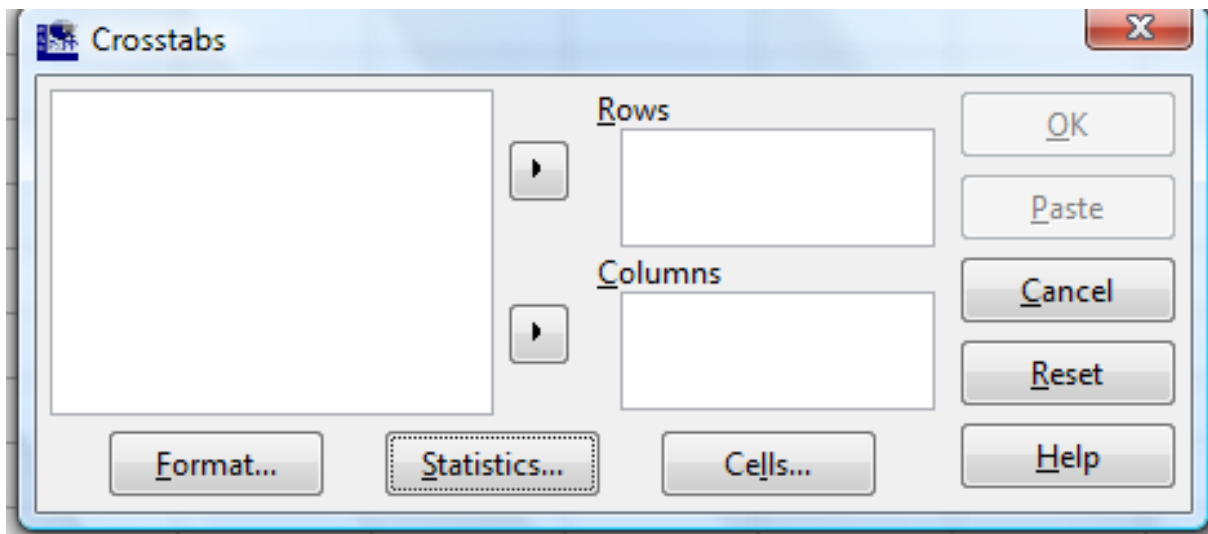 Crosstabs
Rows
OK
Paste
Columns
Cancel
Reset
Format...
Statistics...
Cells...
Help